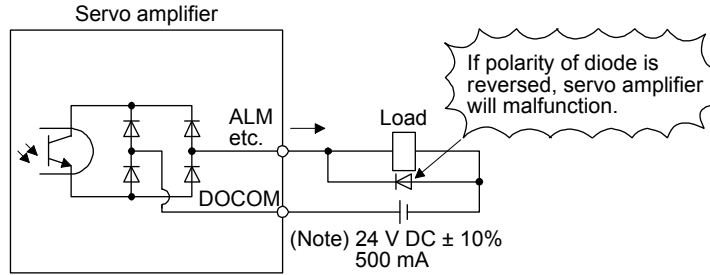 Servo amplifier
If polarity of diode is
reversed, servo amplifier
will malfunction.
ALM
etc.
Load
DOCOM
(Note) 24 V DC ± 10%
500 mA